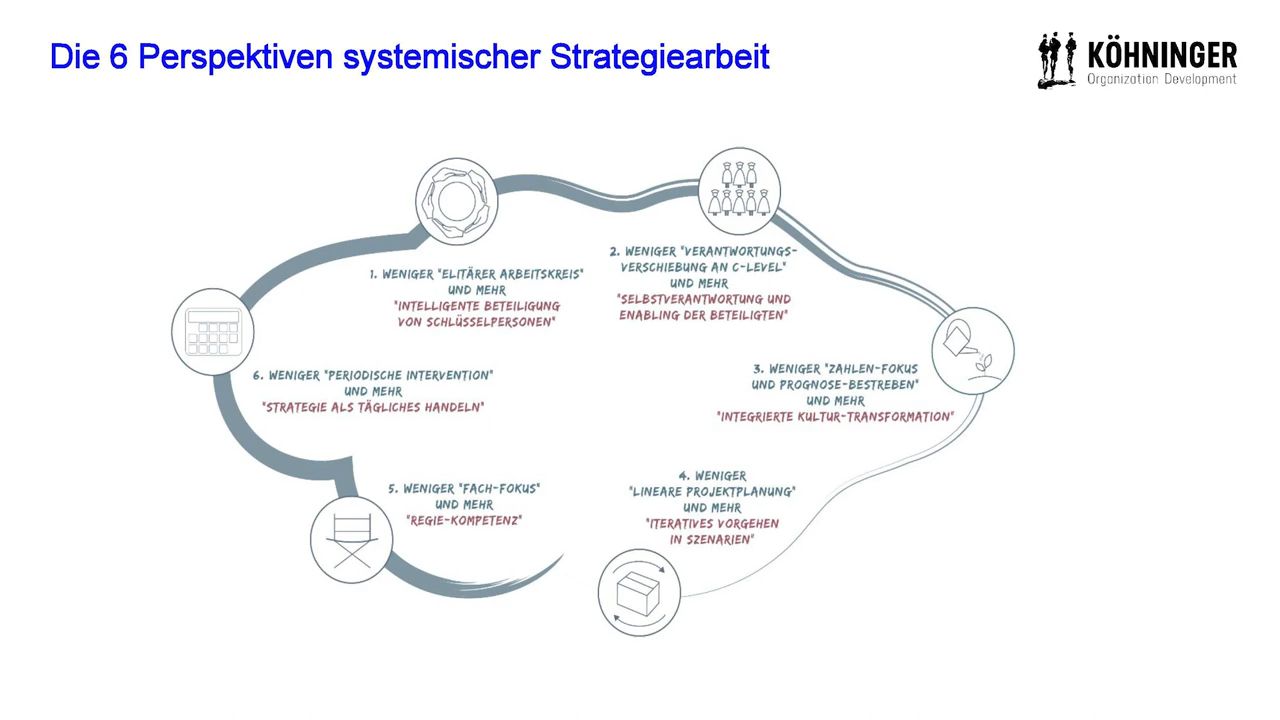 Die 6 Perspektiven systemischer Strategiearbeit
KÖHNINGER
Organization Development
1. WENIGER "ELITÄRER ARBEITSKREIS"
UND MEHR
"INTELLIGENTE BETEILIGUNG
VON SCHLÜSSELPERSONEN"
2. WENIGER "VERANTWORTUNGS-
VERSCHIEBUNG AN C-LEVEL"
UND MEHR
"SELBSTVERANTWORTUNG UND
ENABLING DER BETEILIGTEN"
3. WENIGER "ZAHLEN-FOKUS
UND PROGNOSE-BESTREBEN"
UND MEHR
"INTEGRIERTE KULTUR-TRANSFORMATION"
4. WENIGER
"LINEARE PROJEKTPLANUNG"
UND MEHR
"ITERATIVES VORGEHEN
IN SZENARIEN"
5. WENIGER "FACH-FOKUS"
UND MEHR
"REGIE-KOMPETENZ"
6. WENIGER "PERIODISCHE INTERVENTION"
UND MEHR
"STRATEGIE ALS TÄGLICHES HANDELN"